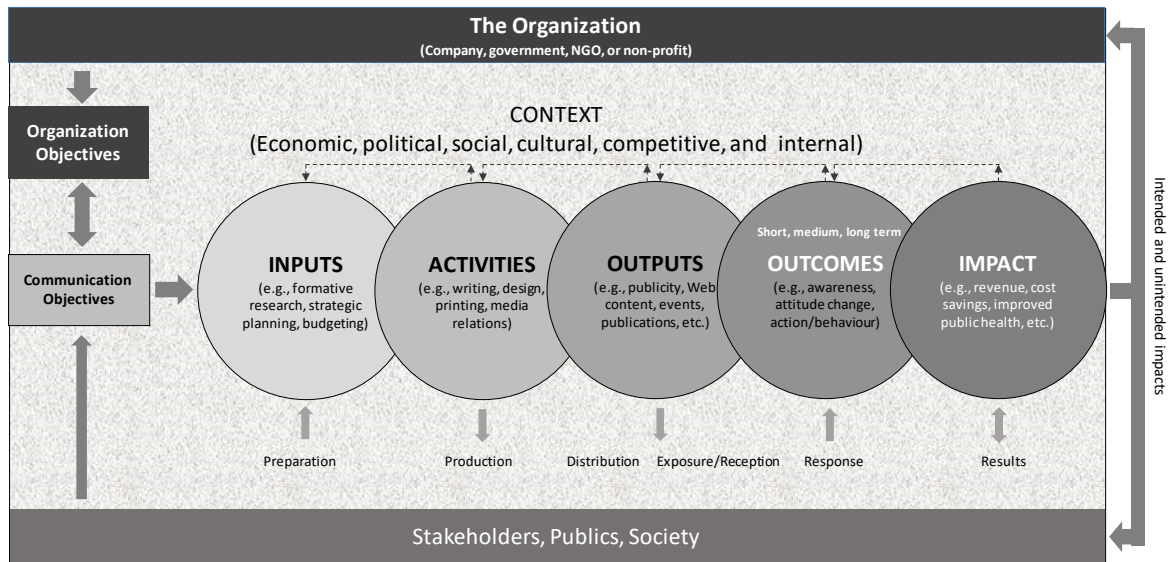 The Organization
(Company, government, NGO, or non-profit)
Organization
Objectives
Communication
Objectives
CONTEXT
(Economic, political, social, cultural, competitive, and internal)
INPUTS
(e.g., formative
research, strategic
planning, budgeting)
ACTIVITIES
(e.g., writing, design,
printing, media
relations)
OUTPUTS
(e.g., publicity, Web
content, events,
publications, etc.)
Short, medium, long term
OUTCOMES
(e.g., awareness,
attitude change,
action/behaviour)
IMPACT
(e.g., revenue, cost
savings, improved
public health, etc.)
Preparation
Production
Distribution
Exposure/Reception
Response
Results
Stakeholders, Publics, Society
Intended and unintended impacts